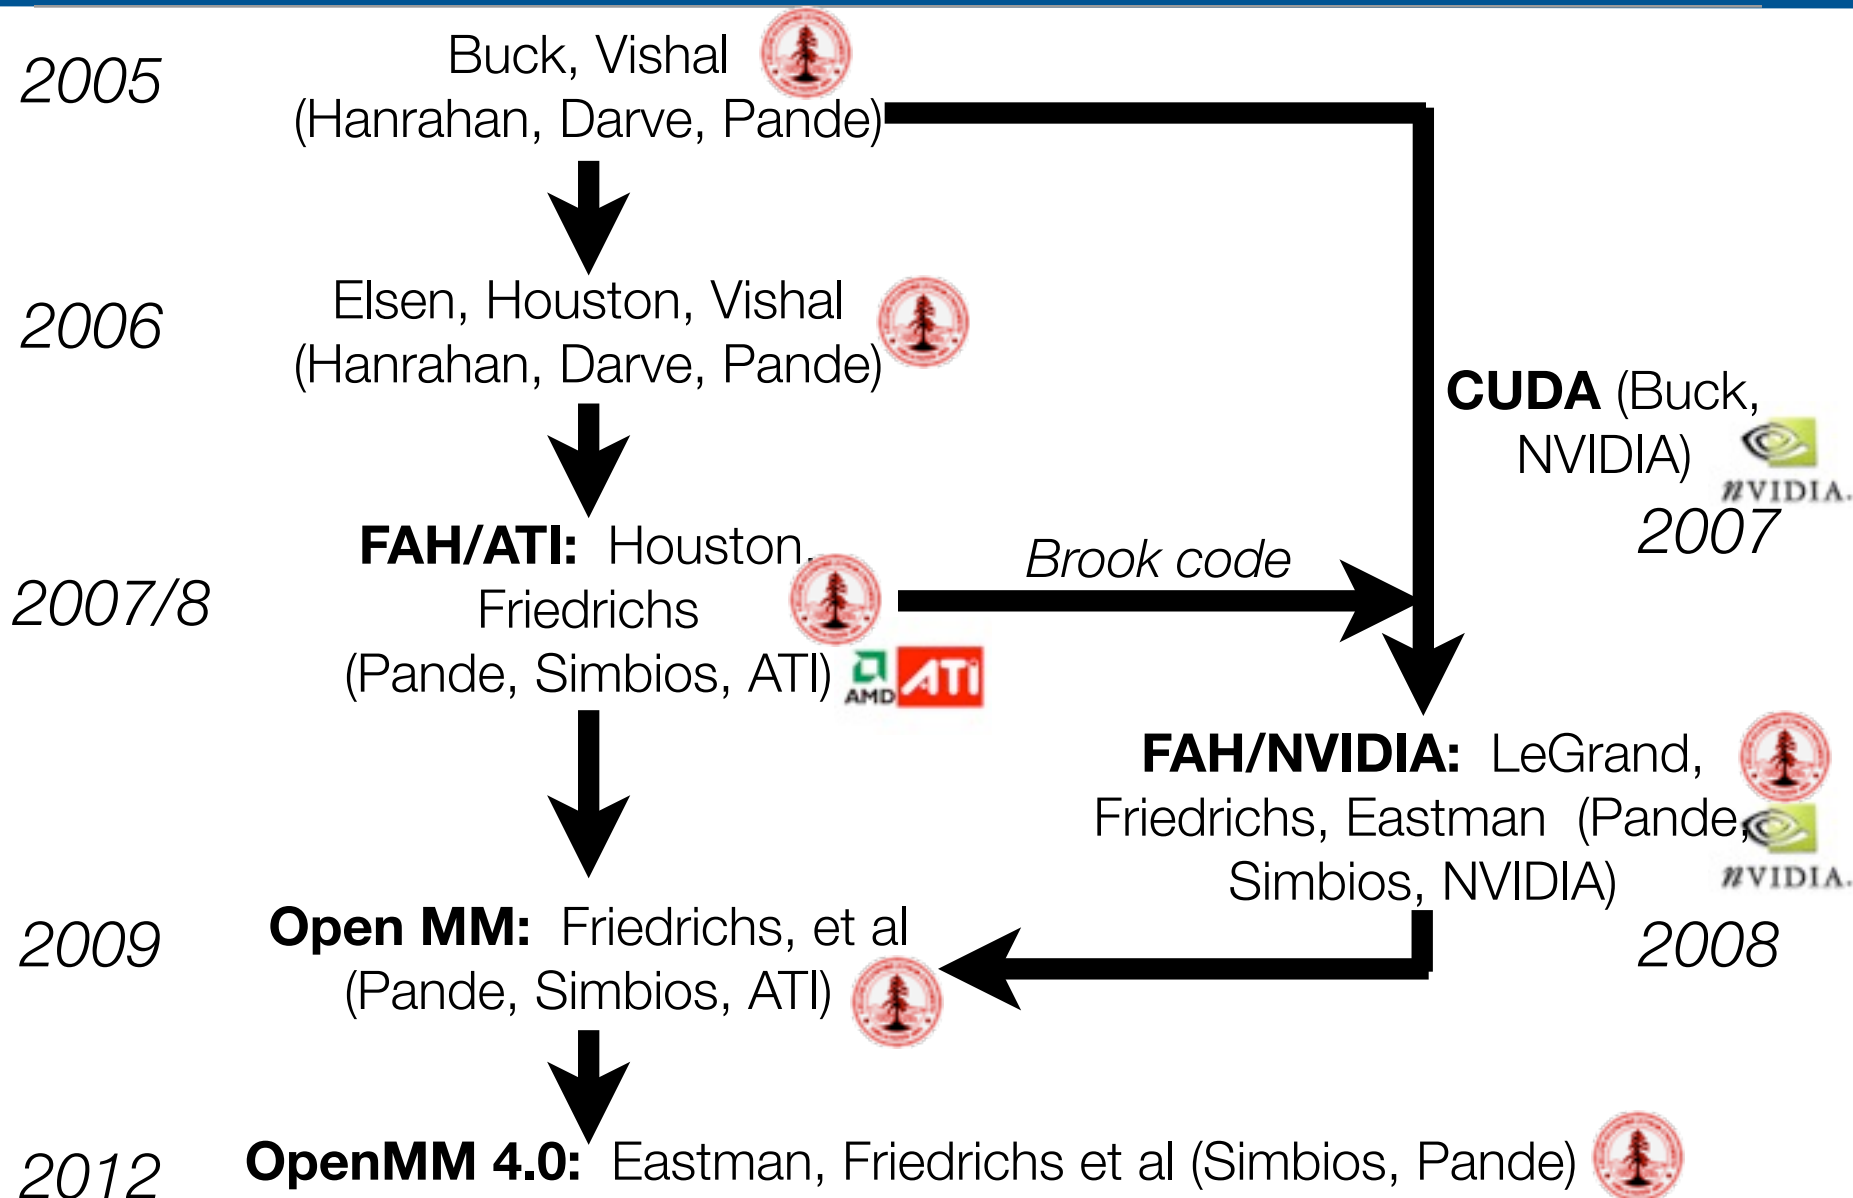 2005
Buck, Vishal
(Hanrahan, Darve, Pande)
2006
Elsen, Houston, Vishal
(Hanrahan, Darve, Pande)
CUDA (Buck,
NVIDIA)
nVIDIA.
2007
2007/8
FAH/ATI: Houston,
Friedrichs
(Pande, Simbios, ATI)
AMD ATI
Brook code
FAH/NVIDIA: LeGrand,
Friedrichs, Eastman (Pande,
Simbios, NVIDIA)
nVIDIA.
2008
2009
Open MM: Friedrichs, et al
(Pande, Simbios, ATI)
2012
OpenMM 4.0: Eastman, Friedrichs et al (Simbios, Pande)